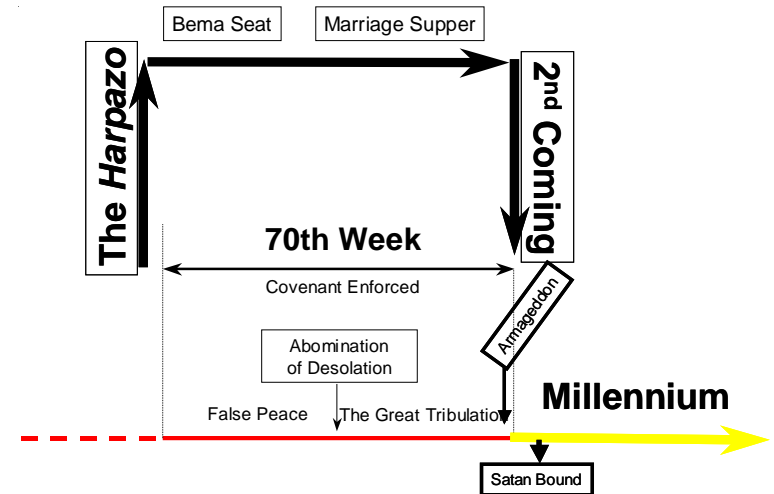 Bema Seat
Marriage Supper
The Harpazo
2nd Coming
70th Week
Covenant Enforced
Armageddon
Abomination
of Desolation
False Peace
The Great Tribulation
Millennium
Satan Bound